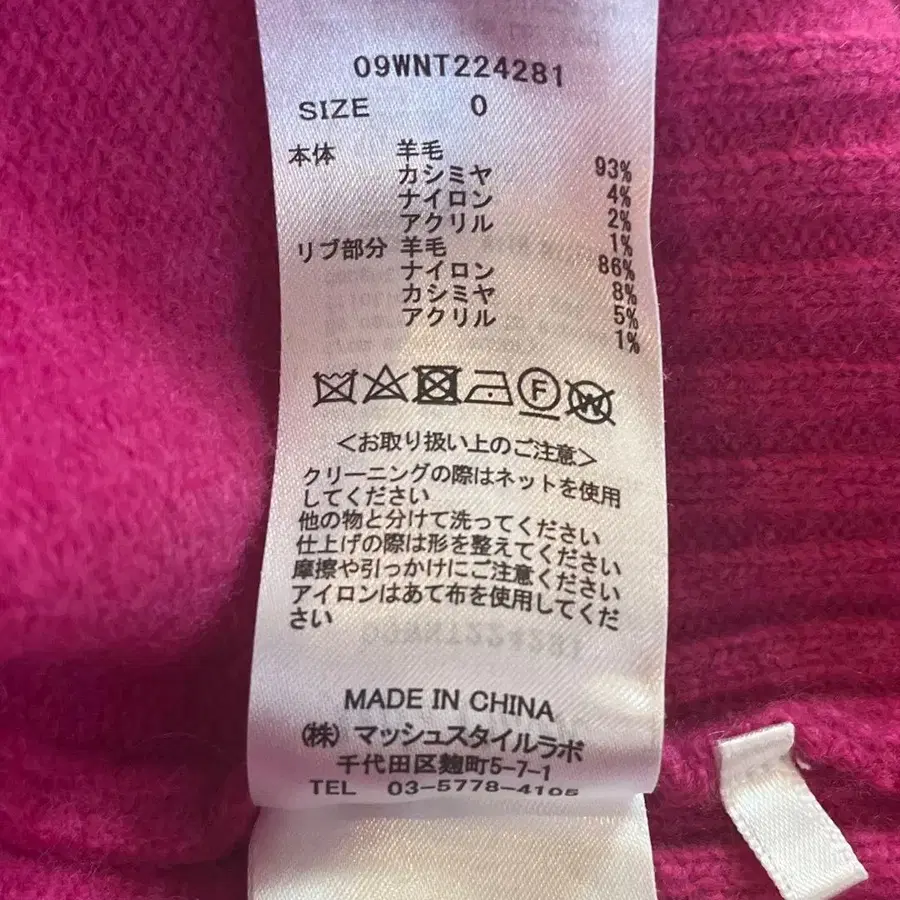 09WNT224281
SIZE 0
本体 羊毛 93%
カシミヤ 4%
ナイロン 2%
アクリル 1%
リブ部分 羊毛 86%
ナイロン 8%
カシミヤ 5%
アクリル 1%
F
W
<お取り扱い上のご注意>
クリーニングの際はネットを使用
してください
他の物と分けて洗ってください
仕上げの際は形を整えてください
摩擦や引っかけにご注意ください
アイロンはあて布を使用してくだ
さい
MADE IN CHINA
(株) マッシュスタイルラボ
千代田区麹町5-7-1
TEL 03-5778-4105